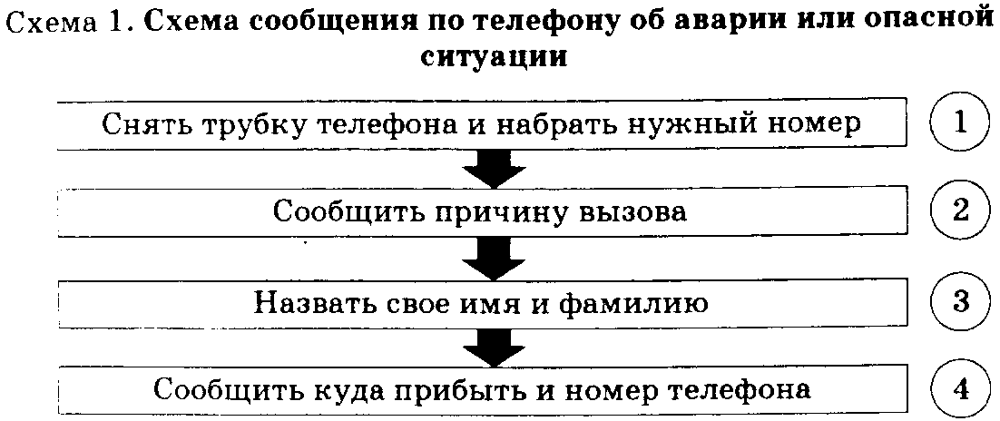 Схема 1. Схема сообщения по телефону об аварии или опасной
ситуации
Снять трубку телефона и набрать нужный номер 1
Сообщить причину вызова 2
Назвать свое имя и фамилию 3
Сообщить куда прибыть и номер телефона 4